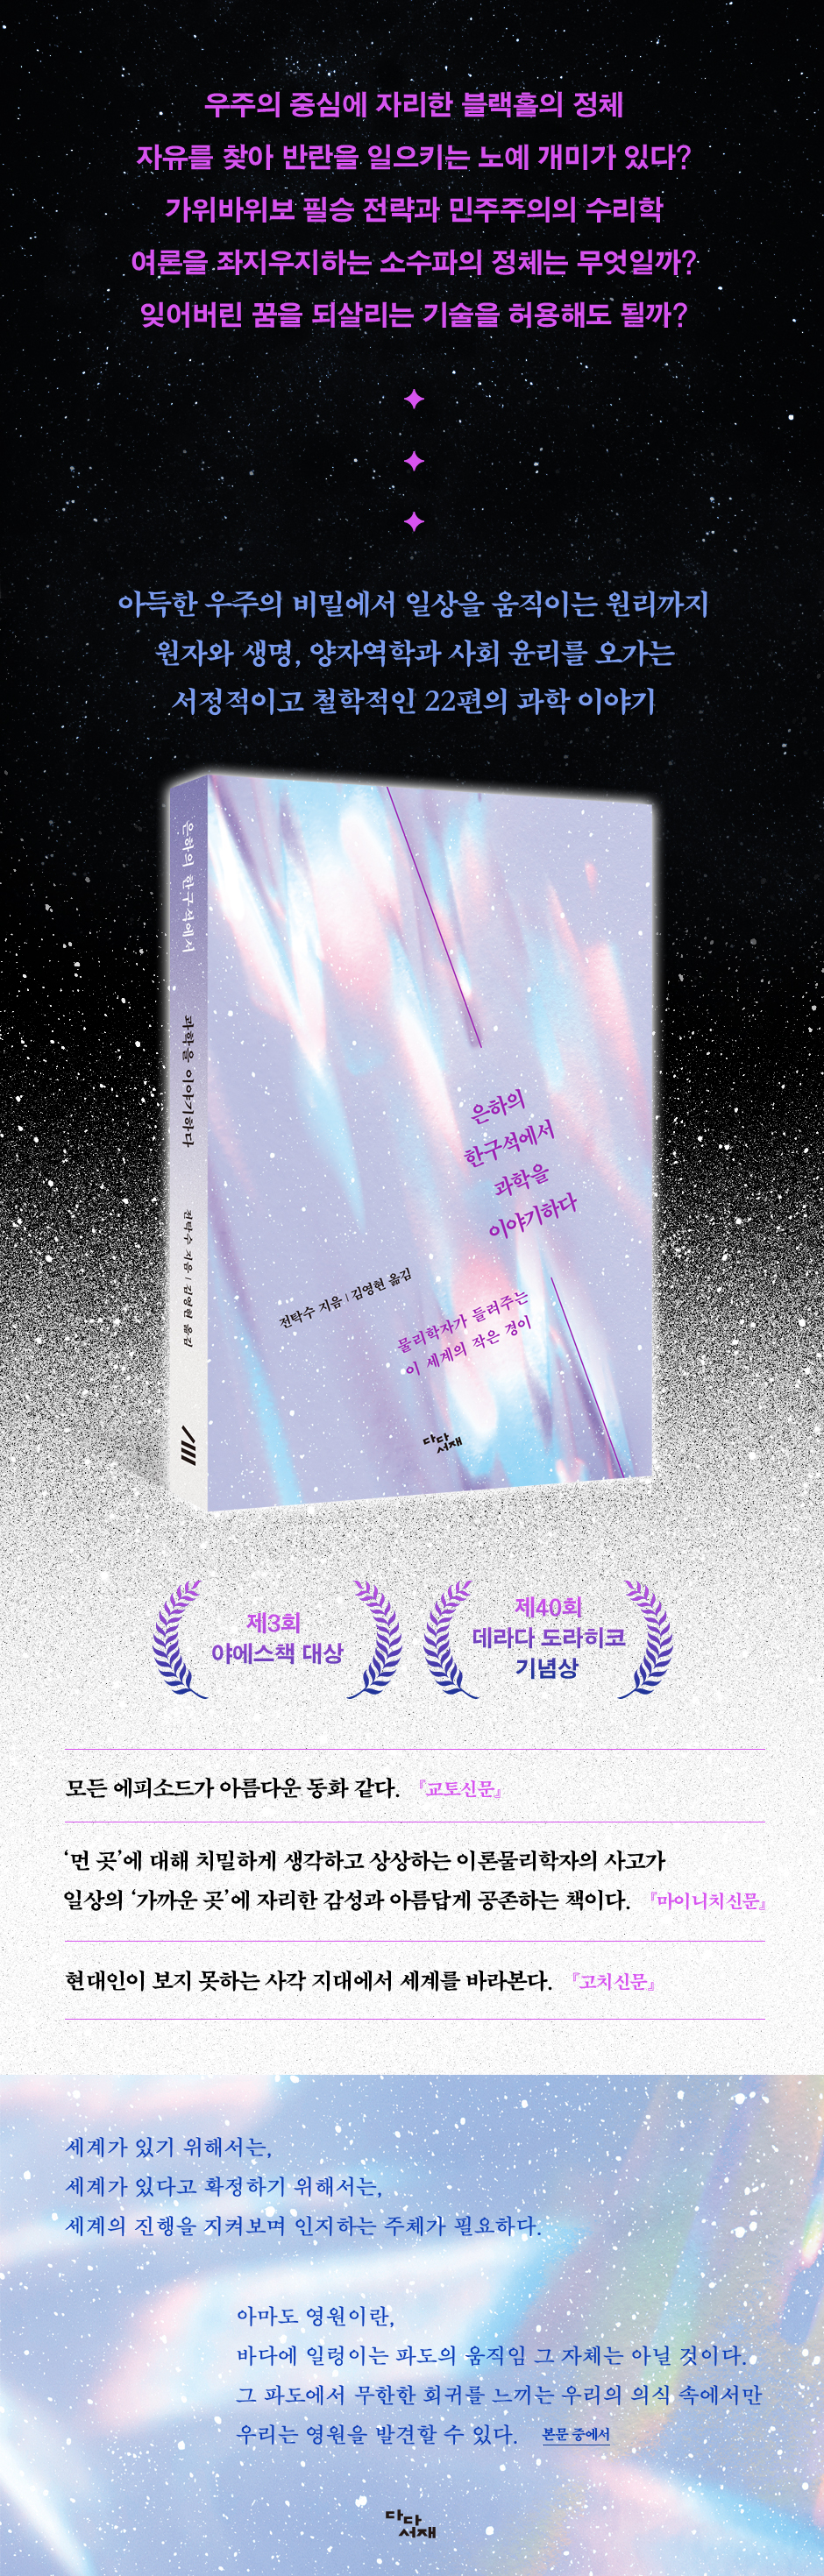 우주의 중심에 자리한 블랙홀의 정체
자유를 찾아 반란을 일으키는 노예 개미가 있다?
가위바위보 필승 전략과 민주주의의 수리학
여론을 좌지우지하는 소수파의 정체는 무엇일까?
잊어버린 꿈을 되살리는 기술을 허용해도 될까?
아득한 우주의 비밀에서 일상을 움직이는 원리까지
원자와 생명, 양자역학과 사회 윤리를 오가는
서정적이고 철학적인 22편의 과학 이야기
은하의 한구석에서 과학을 이야기하다 전탁수 지음 | 김영현 옮김
은하의
한구석에서
과학을
이야기하다
전탁수 지음 | 김영현 옮김
물리학자가 들려주는
이 세계의 작은 경이
다다
서재
제3회
야에스책 대상
제40회
데라다 도라히코
기념상
모든 에피소드가 아름다운 동화 같다. 『교토신문』
‘먼 곳’에 대해 치밀하게 생각하고 상상하는 이론물리학자의 사고가
일상의 ‘가까운 곳’에 자리한 감성과 아름답게 공존하는 책이다. 『마이니치신문』
현대인이 보지 못하는 사각 지대에서 세계를 바라본다. 『고치신문』
세계가 있기 위해서는,
세계가 있다고 확정하기 위해서는,
세계의 진행을 지켜보며 인지하는 주체가 필요하다.
아마도 영원이란,
바다에 일렁이는 파도의 움직임 그 자체는 아닐 것이다.
그 파도에서 무한한 회귀를 느끼는 우리의 의식 속에서만
우리는 영원을 발견할 수 있다. 본문 중에서
다다
서재